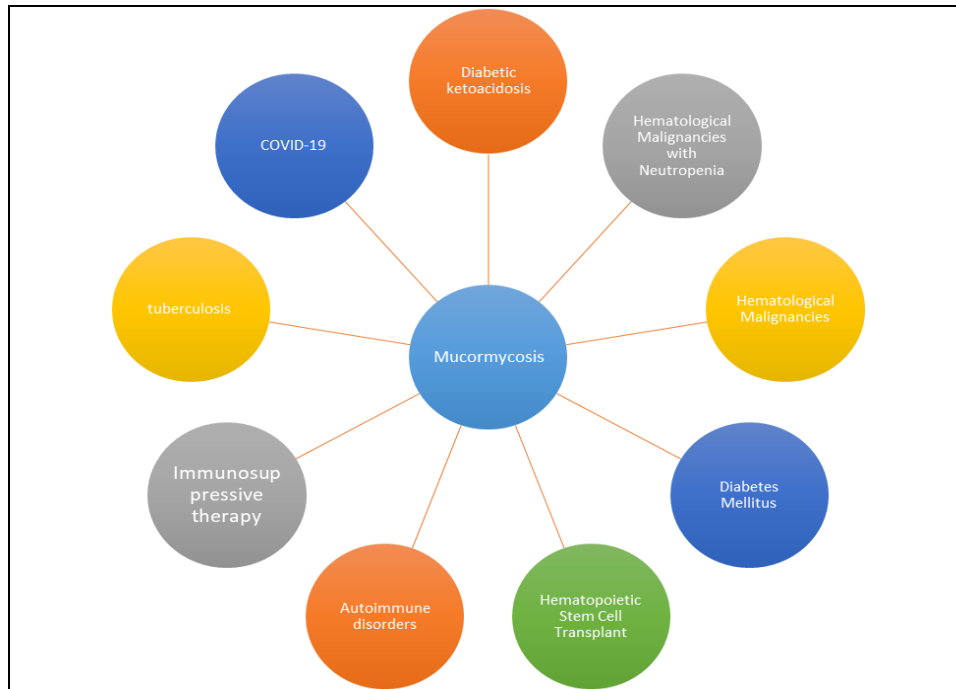 Diabetic
ketoacidosis
Hematological
Malignancies
with
Neutropenia
Hematological
Malignancies
Diabetes
Mellitus
Hematopoietic
Stem Cell
Transplant
Autoimmune
disorders
Immunosup
pressive
therapy
tuberculosis
COVID-19
Mucormycosis